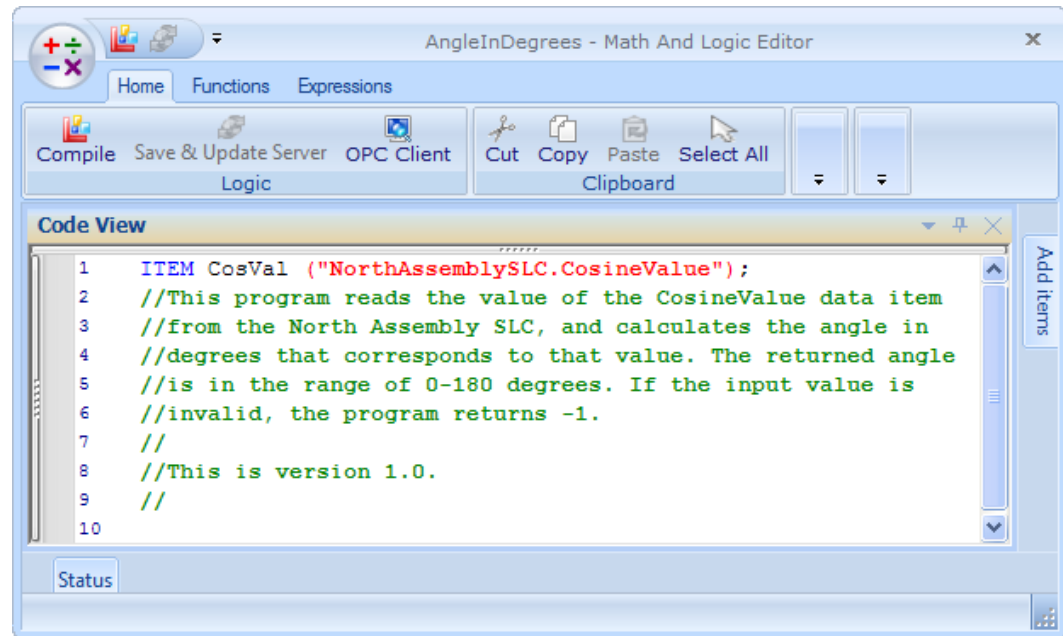 AngleInDegrees - Math And Logic Editor
Home Functions Expressions
Compile Save & Update Server OPC Client Cut Copy Paste Select All
Logic Clipboard
Code View
Add items
1 ITEM CosVal ("NorthAssemblySLC.CosineValue");
2 //This program reads the value of the CosineValue data item
3 //from the North Assembly SLC, and calculates the angle in
4 //degrees that corresponds to that value. The returned angle
5 //is in the range of 0-180 degrees. If the input value is
6 //invalid, the program returns -1.
7 //
8 //This is version 1.0.
9 //
10
Status